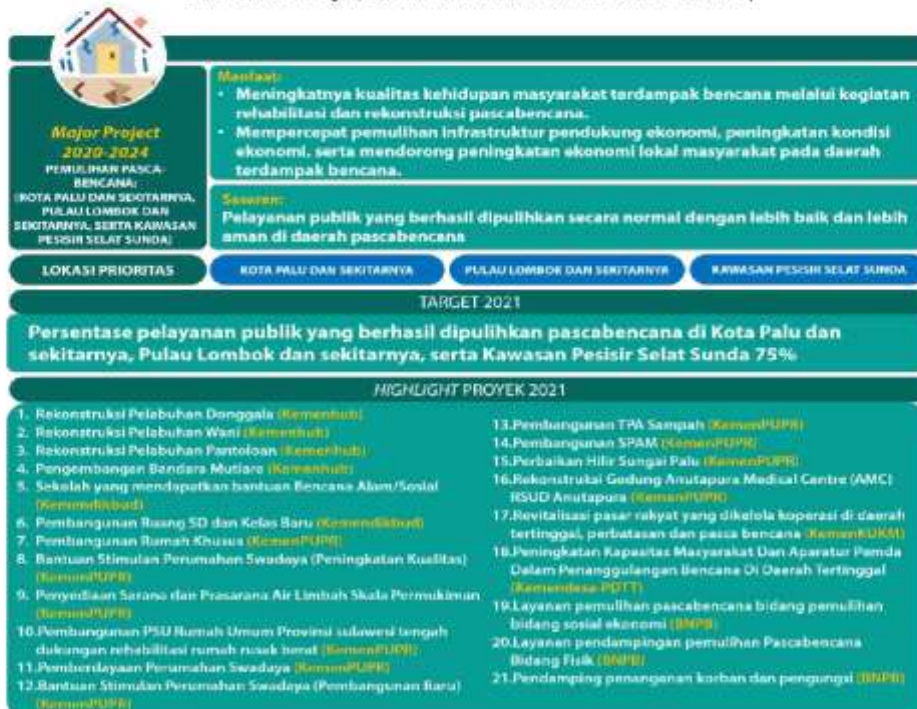 Manfaat:
• Meningkatnya kualitas kehidupan masyarakat terdampak bencana melalui kegiatan
rehabilitasi dan rekonstruksi pascabencana.
• Mempercepat pemulihan infrastruktur pendukung ekonomi, peningkatan kondisi
ekonomi, serta mendorong peningkatan ekonomi lokal masyarakat pada daerah
terdampak bencana.
Major Project
2020-2024
PEMULIHAN PASCA-
BENCANA:
(KOTA PALU DAN SEKITARNYA,
PULAU LOMBOK DAN
SEKITARNYA, SERTA KAWASAN
PESISIR SELAT SUNDA)
Sasaran:
Pelayanan publik yang berhasil dipulihkan secara normal dengan lebih baik dan lebih
aman di daerah pascabencana
LOKASI PRIORITAS
KOTA PALU DAN SEKITARNYA
PULAU LOMBOK DAN SEKITARNYA
KAWASAN PESISIR SELAT SUNDA
TARGET 2021
Persentase pelayanan publik yang berhasil dipulihkan pascabencana di Kota Palu dan
sekitarnya, Pulau Lombok dan sekitarnya, serta Kawasan Pesisir Selat Sunda 75%
HIGHLIGHT PROYEK 2021
1. Rekonstruksi Pelabuhan Donggala (Kemenhub)
2. Rekonstruksi Pelabuhan Wani (Kemenhub)
3. Rekonstruksi Pelabuhan Pantoloan (Kemenhub)
4. Pengembangan Bandara Mutiara (Kemenhub)
5. Sekolah yang mendapatkan bantuan Bencana Alam/Sosial
(Kemendikbud)
6. Pembangunan Ruang SD dan Kelas Baru (Kemendikbud)
7. Pembangunan Rumah Khusus (KemenPUPR)
8. Bantuan Stimulan Perumahan Swadaya (Peningkatan Kualitas)
(KemenPUPR)
9. Penyediaan Sarana dan Prasarana Air Limbah Skala Permukiman
(KemenPUPR)
10.Pembangunan PSU Rumah Umum Provinsi sulawesi tengah
dukungan rehabilitasi rumah rusak berat (KemenPUPR)
11.Pemberdayaan Perumahan Swadaya (KemenPUPR)
12.Bantuan Stimulan Perumahan Swadaya (Pembangunan Baru)
(KemenPUPR)
13.Pembangunan TPA Sampah (KemenPUPR)
14.Pembangunan SPAM (KemenPUPR)
15.Perbaikan Hilir Sungai Palu (KemenPUPR)
16.Rekonstruksi Gedung Anutapura Medical Centre (AMC)
RSUD Anutapura (KemenPUPR)
17.Revitalisasi pasar rakyat yang dikelola koperasi di daerah
tertinggal, perbatasan dan pasca bencana (KemenKUKM)
18.Peningkatan Kapasitas Masyarakat Dan Aparatur Pemda
Dalam Penanggulangan Bencana Di Daerah Tertinggal
(Kemendesa PDTT)
19.Layanan pemulihan pascabencana bidang pemulihan
bidang sosial ekonomi (BNPB)
20.Layanan pendampingan pemulihan Pascabencana
Bidang Fisik (BNPB)
21.Pendamping penanganan korban dan pengungsi (BNPB)